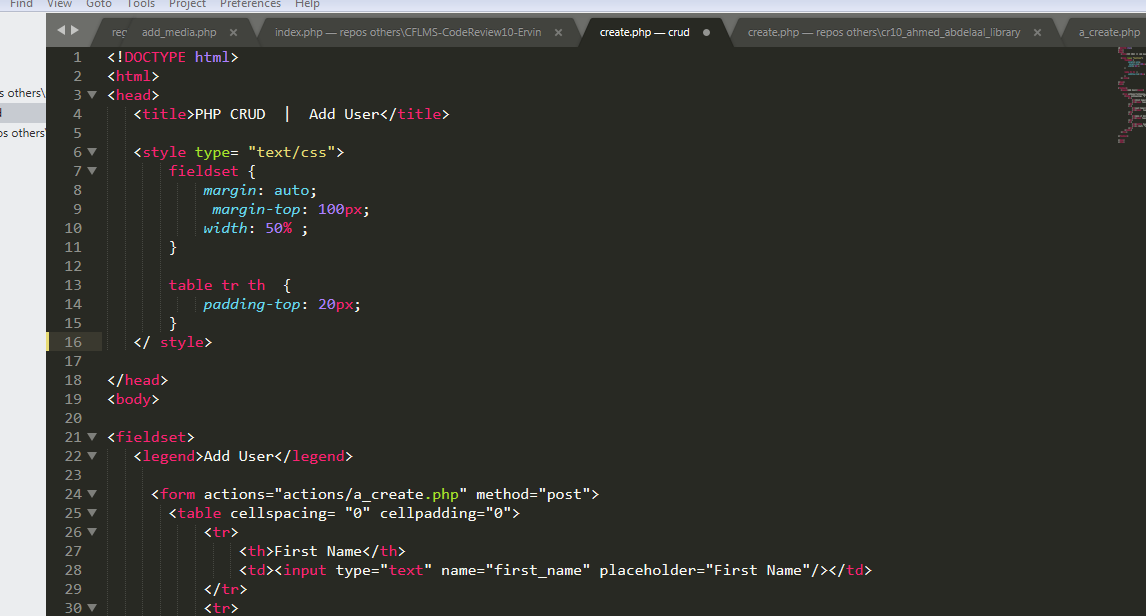 Find View Goto Tools Project Preferences Help
rec add_media.php × index.php — repos others\CFLMS-CodeReview10-Ervin × create.php — crud ● create.php — repos others\cr10_ahmed_abdelaal_library × a_create.php
s others\
os others\
1 <!DOCTYPE html>
2 <html>
3 <head>
4 <title>PHP CRUD | Add User</title>
5
6 <style type= "text/css">
7 fieldset {
8 margin: auto;
9 margin-top: 100px;
10 width: 50% ;
11 }
12
13 table tr th {
14 padding-top: 20px;
15 }
16 </ style>
17
18 </head>
19 <body>
20
21 <fieldset>
22 <legend>Add User</legend>
23
24 <form actions="actions/a_create.php" method="post">
25 <table cellspacing= "0" cellpadding="0">
26 <tr>
27 <th>First Name</th>
28 <td><input type="text" name="first_name" placeholder="First Name"/></td>
29 </tr>
30 <tr>